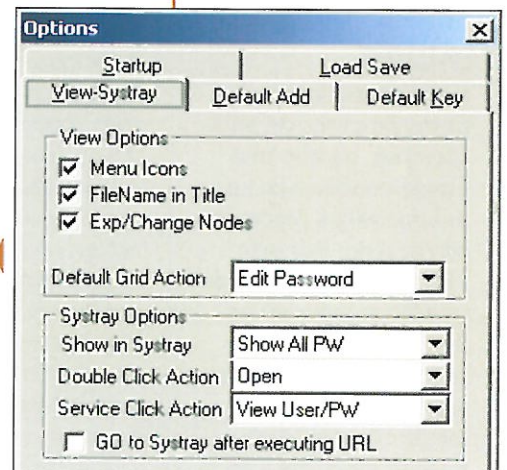 Options
Startup Load Save
View-Systray Default Add Default Key
View Options
Menu Icons
FileName in Title
Exp/Change Nodes
Default Grid Action Edit Password
Systray Options
Show in Systray Show All PW
Double Click Action Open
Service Click Action View User/PW
GO to Systray after executing URL